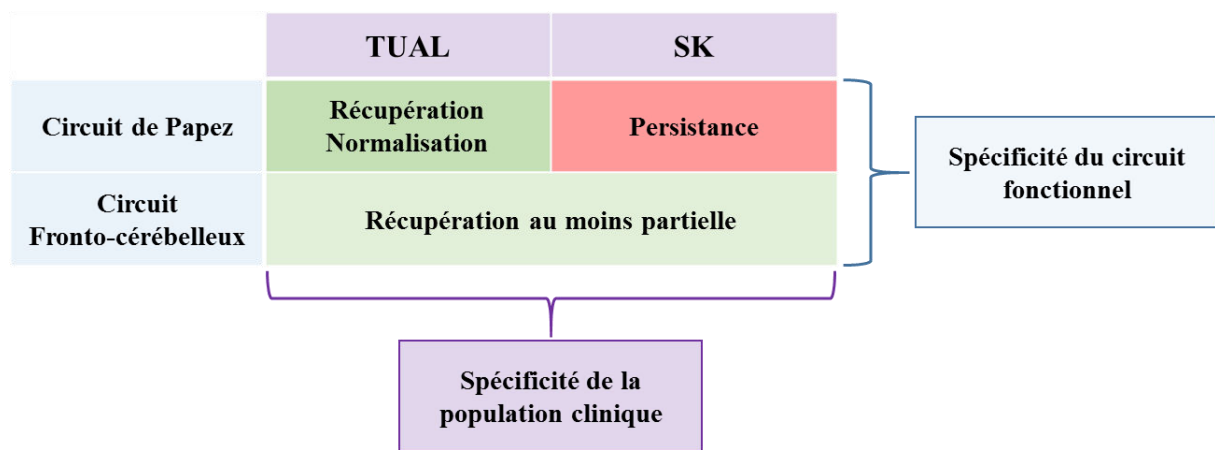 TUAL
SK
Circuit de Papez
Récupération
Normalisation
Persistance
Circuit
Fronto-cérébelleux
Récupération au moins partielle
Spécificité du circuit
fonctionnel
Spécificité de la
population clinique